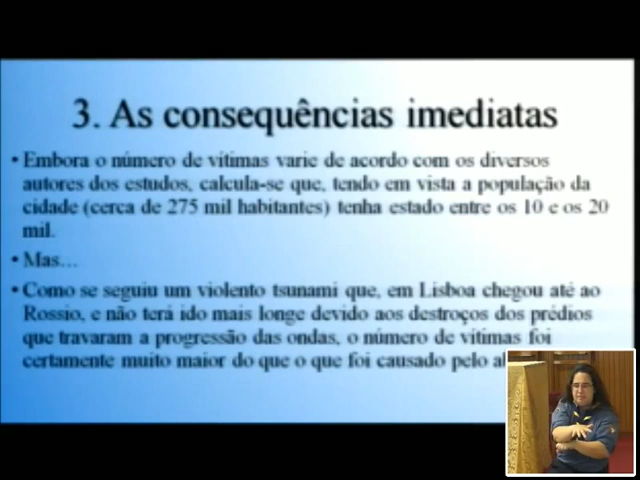 3. As consequências imediatas
• Embora o número de vítimas varie de acordo com os diversos
autores dos estudos, calcula-se que, tendo em vista a população da
cidade (cerca de 275 mil habitantes) tenha estado entre os 10 e os 20
mil.
• Mas...
• Como se seguiu um violento tsunami que, em Lisboa chegou até ao
Rossio, e não terá ido mais longe devido aos destroços dos prédios
que travaram a progressão das ondas, o número de vítimas foi
certamente muito maior do que o que foi causado pelo